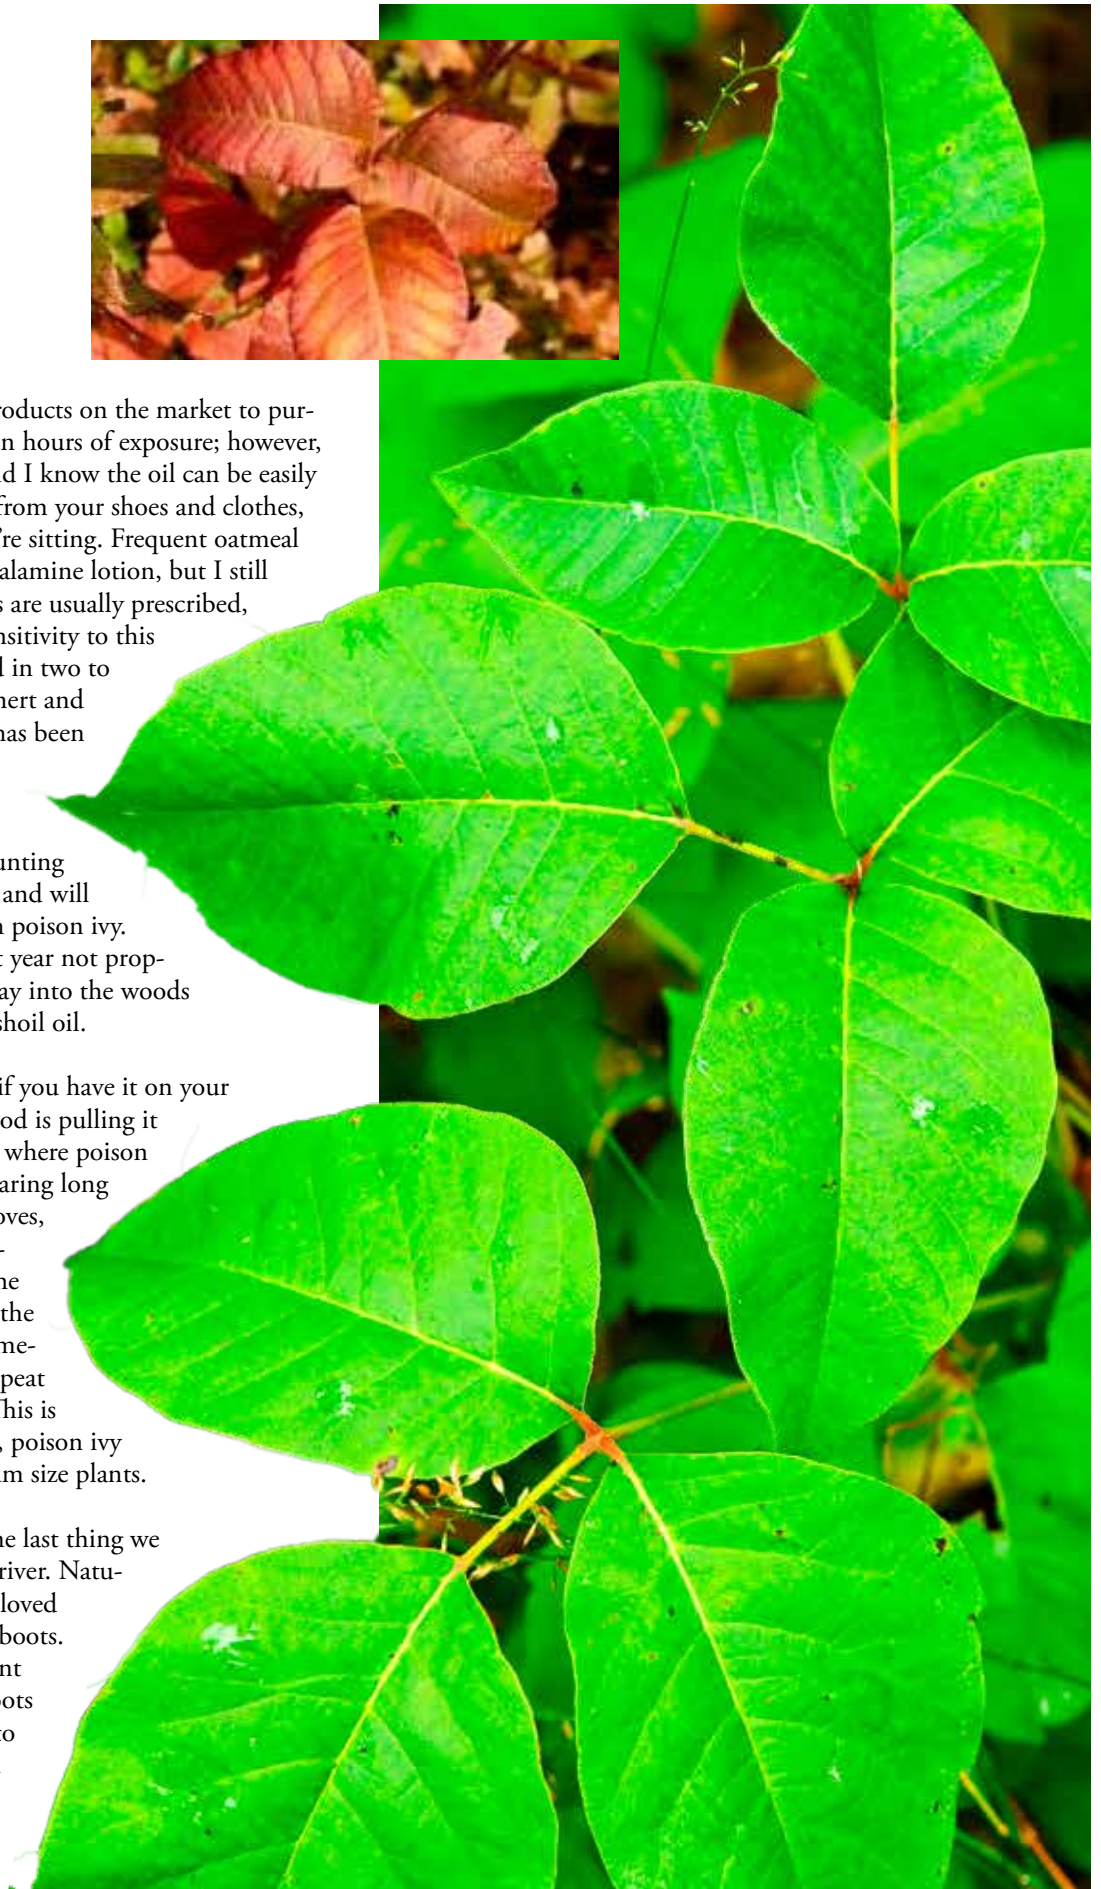 roducts on the market to pur-
n hours of exposure; however,
d I know the oil can be easily
from your shoes and clothes,
’re sitting. Frequent oatmeal
alamine lotion, but I still
s are usually prescribed,
nsitivity to this
d in two to
nert and
has been
unting
and will
n poison ivy.
t year not prop-
ay into the woods
shoil oil.
if you have it on your
od is pulling it
where poison
aring long
oves,
-
he
the
me-
peat
This is
, poison ivy
m size plants.
he last thing we
river. Natu-
loved
boots.
nt
ots
to